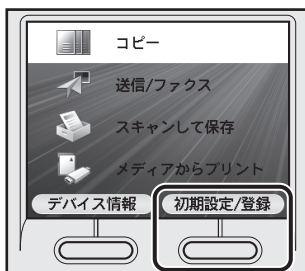 コピー
送信/ファクス
スキャンして保存
メディアからプリント
デバイス情報 初期設定/登録